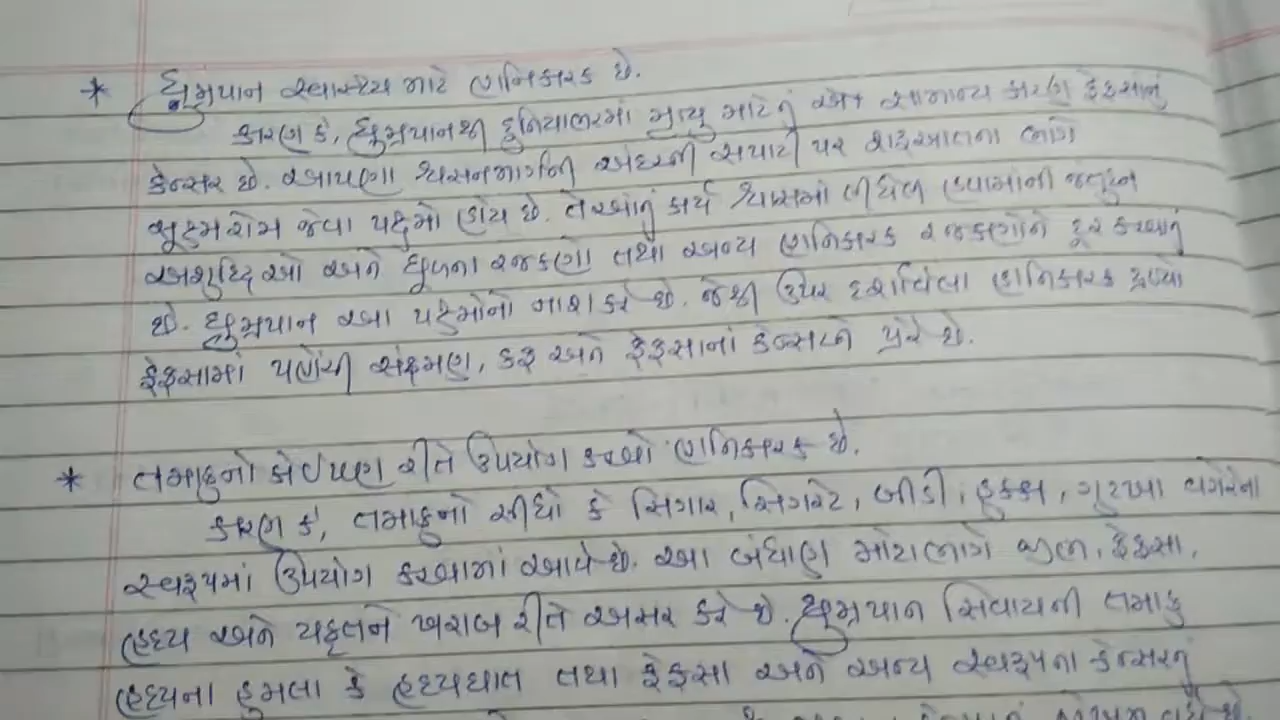 * ધુમ્રપાન સ્વાસ્થ્ય માટે હાનિકારક છે.
કારણ કે, ધુમ્રપાનથી દુનિયાભરમાં મૃત્યુ માટેનું એક સામાન્ય કારણ ફેફસાનું
કેન્સર છે. આપણા શ્વસનમાર્ગની અંદરની સપાટી પર શરૂઆતના ભાગે
સૂક્ષ્મરોમ જેવા પક્ષ્મો હોય છે. તેઓનું કાર્ય શ્વાસમાં લીધેલ હવામાંની જંતુઓ
અશુદ્ધિઓ અને ધૂળના રજકણો તથા અન્ય હાનિકારક રજકણોને દૂર કરવાનું
છે. ધુમ્રપાન આ પક્ષ્મોનો નાશ કરે છે. જેથી ઉપર દર્શાવેલા હાનિકારક દ્રવ્યો
ફેફસામાં પહોંચી સંક્રમણ, કફ અને ફેફસાનાં કેન્સરને પ્રેરે છે.
* તમાકુનો કોઈપણ રીતે ઉપયોગ કરવો હાનિકારક છે.
કારણ કે, તમાકુનો સીધો કે સિગાર, સિગરેટ, બીડી, હુક્કા, ગુટખા વગેરેના
સ્વરૂપમાં ઉપયોગ કરવામાં આવે છે. આ બંધાણ મોટાભાગે જીભ, ફેફસા,
હૃદય અને યકૃતને ખરાબ રીતે અસર કરે છે. ધુમ્રપાન સિવાયની તમાકુ
હૃદયના હુમલા કે હૃદયઘાત તથા ફેફસા અને અન્ય સ્વરૂપના કેન્સરનું